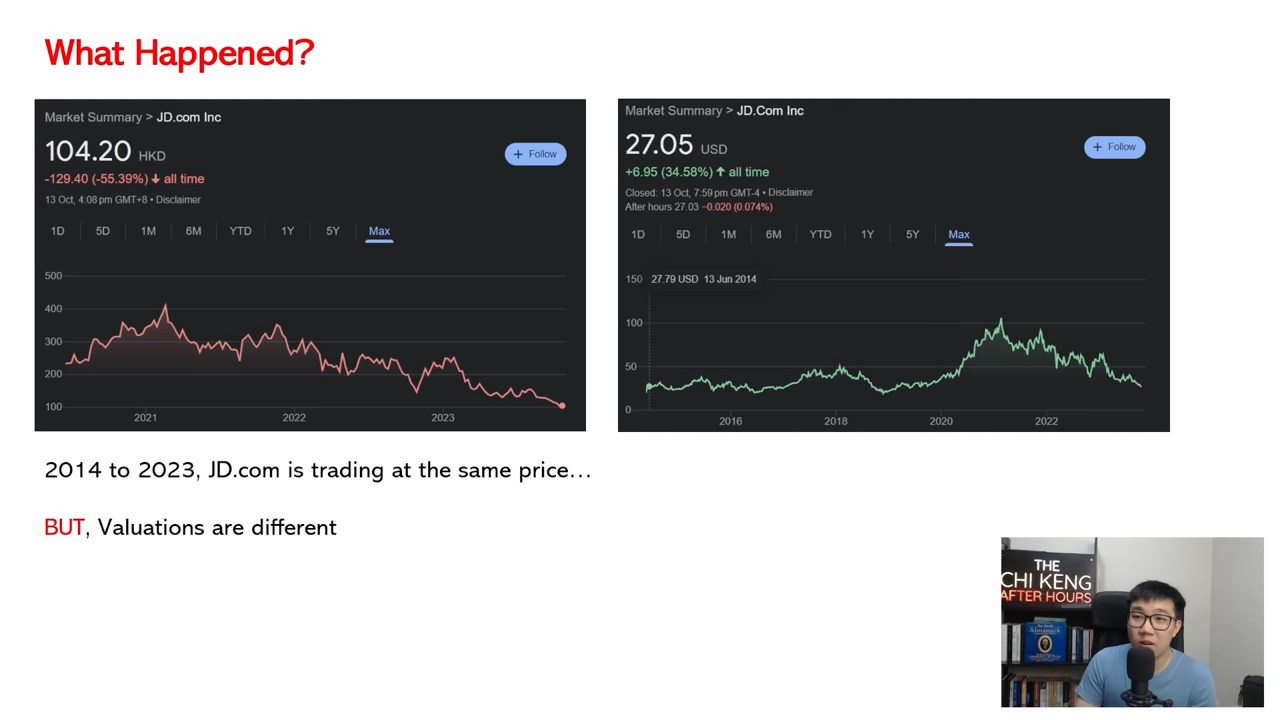 What Happened?
Market Summary > JD.com Inc
104.20 HKD
+ Follow
-129.40 (-55.39%) ↓ all time
13 Oct, 4:08 pm GMT+8 • Disclaimer
1D 5D 1M 6M YTD 1Y 5Y Max
500
400
300
200
100
2021 2022 2023
Market Summary > JD.Com Inc
27.05 USD
+ Follow
+6.95 (34.58%) ↑ all time
Closed: 13 Oct, 7:59 pm GMT-4 • Disclaimer
After hours 27.03 −0.020 (0.074%)
1D 5D 1M 6M YTD 1Y 5Y Max
150 27.79 USD 13 Jun 2014
100
50
0
2016 2018 2020 2022
2014 to 2023, JD.com is trading at the same price…
BUT, Valuations are different
THE
CHI KENG
AFTER HOURS
Almanack